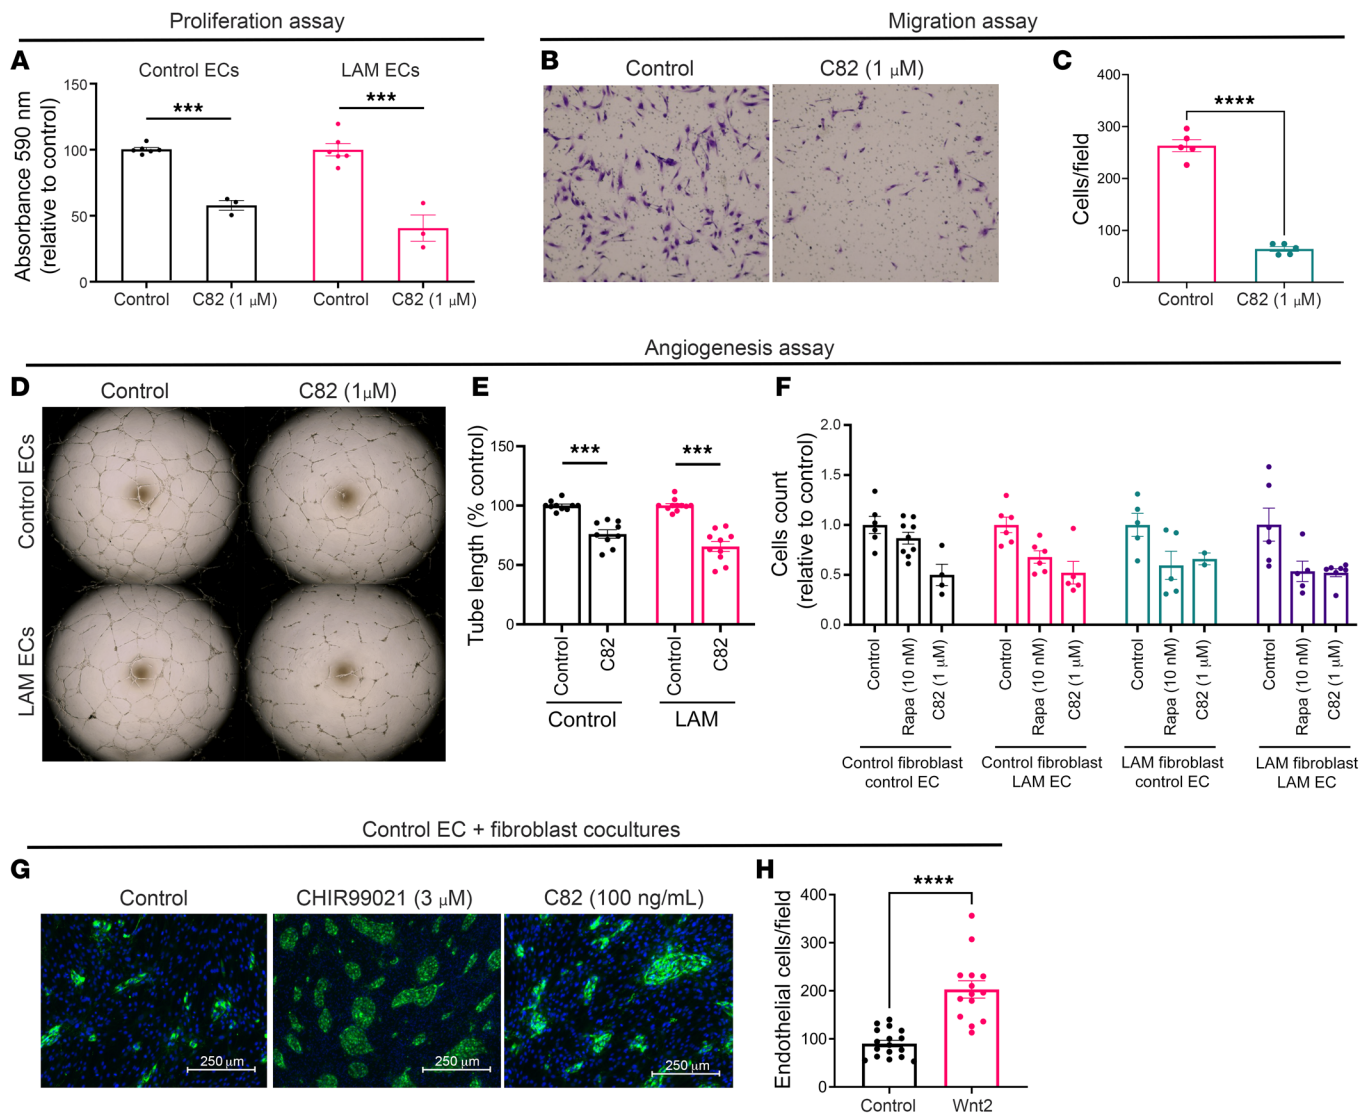 Proliferation assay
Migration assay
A
Control ECs
LAM ECs
Absorbance 590 nm
(relative to control)
150
100
50
0
***
***
Control
C82 (1 μM)
Control
C82 (1 μM)
B
Control
C82 (1 μM)
C
Cells/field
400
300
200
100
0
****
Control
C82 (1 μM)
Angiogenesis assay
D
Control
C82 (1μM)
Control ECs
LAM ECs
E
Tube length (% control)
150
100
50
0
***
***
Control
C82
Control
C82
Control
LAM
F
Cells count
(relative to control)
2.0
1.5
1.0
0.5
0.0
Control
Rapa (10 nM)
C82 (1 μM)
Control
Rapa (10 nM)
C82 (1 μM)
Control
Rapa (10 nM)
C82 (1 μM)
Control
Rapa (10 nM)
C82 (1 μM)
Control fibroblast
control EC
Control fibroblast
LAM EC
LAM fibroblast
control EC
LAM fibroblast
LAM EC
Control EC + fibroblast cocultures
G
Control
CHIR99021 (3 μM)
C82 (100 ng/mL)
250 μm
250 μm
250 μm
H
Endothelial cells/field
400
300
200
100
0
****
Control
Wnt2